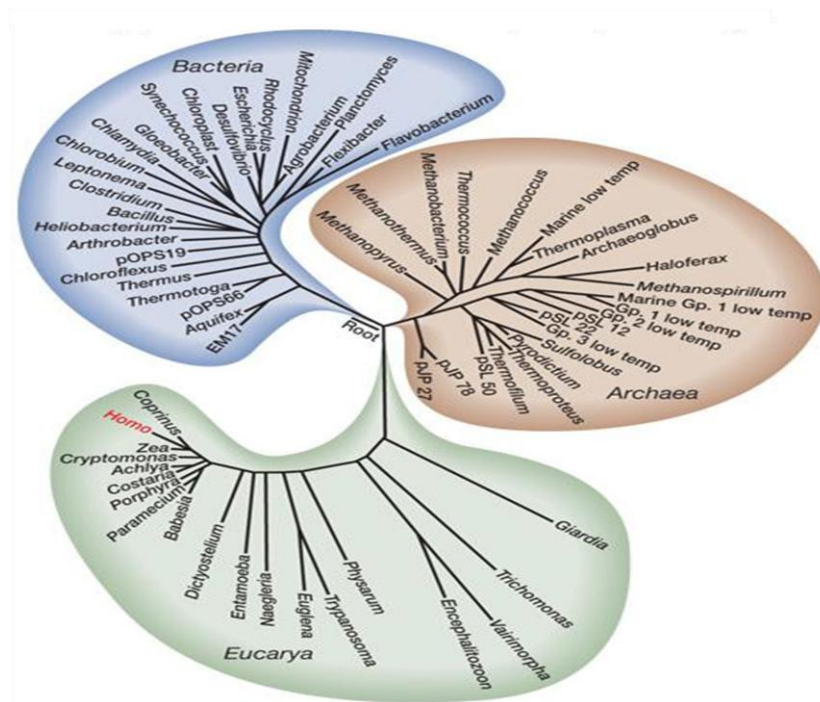 Bacteria
Mitochondrion
Rhodocyclus
Escherichia
Desulfovibrio
Chloroplast
Synechococcus
Gloeobacter
Chlamydia
Chlorobium
Leptonema
Clostridium
Bacillus
Heliobacterium
Arthrobacter
pOPS19
Chloroflexus
Thermus
Thermotoga
pOPS66
Aquifex
EM17
Agrobacterium
Planctomyces
Flexibacter
Flavobacterium
Root
Methanopyrus
Methanothermus
Methanobacterium
Thermococcus
Methanococcus
Marine low temp
Thermoplasma
Archaeoglobus
Haloferax
Methanospirillum
Marine Gp. 1 low temp
Gp. 1 low temp
Gp. 2 low temp
pSL 12
pSL 22
Gp. 3 low temp
Sulfolobus
Pyrodictium
Thermoproteus
Thermofilum
pSL 50
pJP 78
pJP 27
Archaea
Coprinus
Homo
Zea
Cryptomonas
Achlya
Costaria
Porphyra
Paramecium
Babesia
Dictyostelium
Entamoeba
Naegleria
Euglena
Trypanosoma
Physarum
Encephalitozoon
Vairimorpha
Trichomonas
Giardia
Eucarya